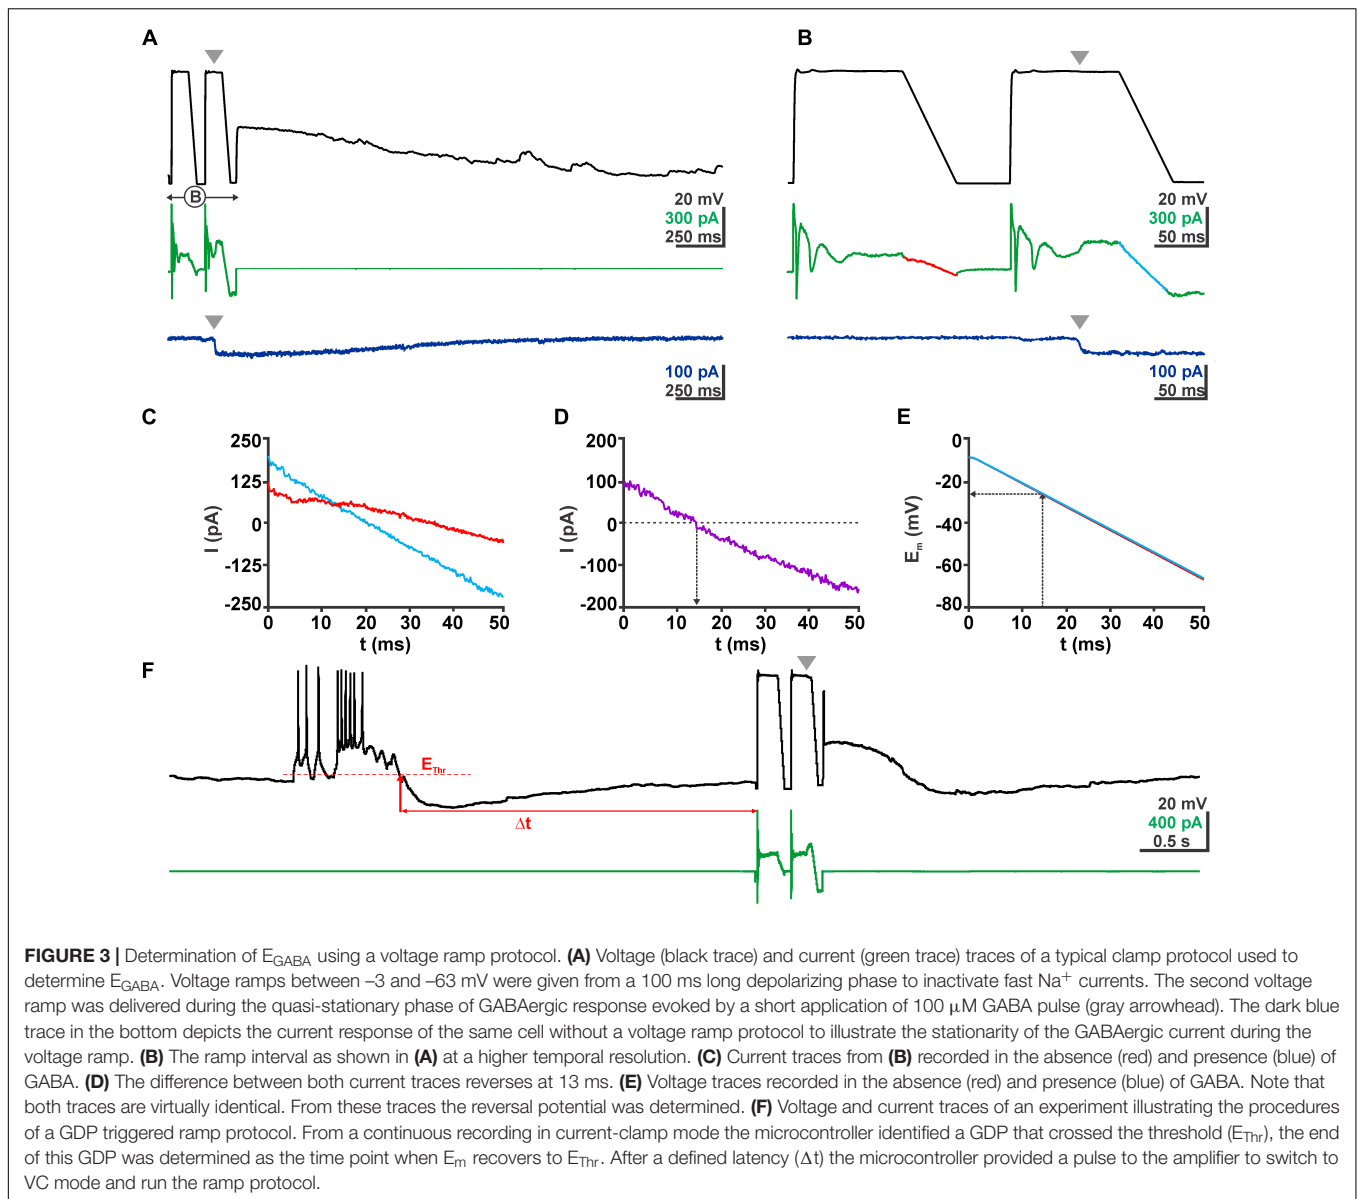 A
B
B
20 mV
300 pA
250 ms
20 mV
300 pA
50 ms
100 pA
250 ms
100 pA
50 ms
C
D
E
250
125
0
-125
-250
I (pA)
0 10 20 30 40 50
t (ms)
200
100
0
-100
-200
I (pA)
0 10 20 30 40 50
t (ms)
0
-20
-40
-60
-80
Em (mV)
0 10 20 30 40 50
t (ms)
F
EThr
Δt
20 mV
400 pA
0.5 s
FIGURE 3 | Determination of EGABA using a voltage ramp protocol. (A) Voltage (black trace) and current (green trace) traces of a typical clamp protocol used to
determine EGABA. Voltage ramps between –3 and –63 mV were given from a 100 ms long depolarizing phase to inactivate fast Na+ currents. The second voltage
ramp was delivered during the quasi-stationary phase of GABAergic response evoked by a short application of 100 μM GABA pulse (gray arrowhead). The dark blue
trace in the bottom depicts the current response of the same cell without a voltage ramp protocol to illustrate the stationarity of the GABAergic current during the
voltage ramp. (B) The ramp interval as shown in (A) at a higher temporal resolution. (C) Current traces from (B) recorded in the absence (red) and presence (blue) of
GABA. (D) The difference between both current traces reverses at 13 ms. (E) Voltage traces recorded in the absence (red) and presence (blue) of GABA. Note that
both traces are virtually identical. From these traces the reversal potential was determined. (F) Voltage and current traces of an experiment illustrating the procedures
of a GDP triggered ramp protocol. From a continuous recording in current-clamp mode the microcontroller identified a GDP that crossed the threshold (EThr), the end
of this GDP was determined as the time point when Em recovers to EThr. After a defined latency (Δt) the microcontroller provided a pulse to the amplifier to switch to
VC mode and run the ramp protocol.